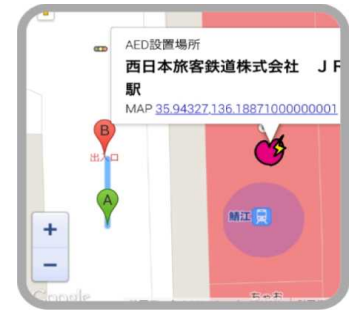 AED設置場所
西日本旅客鉄道株式会社 JR
駅
MAP 35.94327,136.18871000000001
B
出入口
A
鯖江
+
−
Google